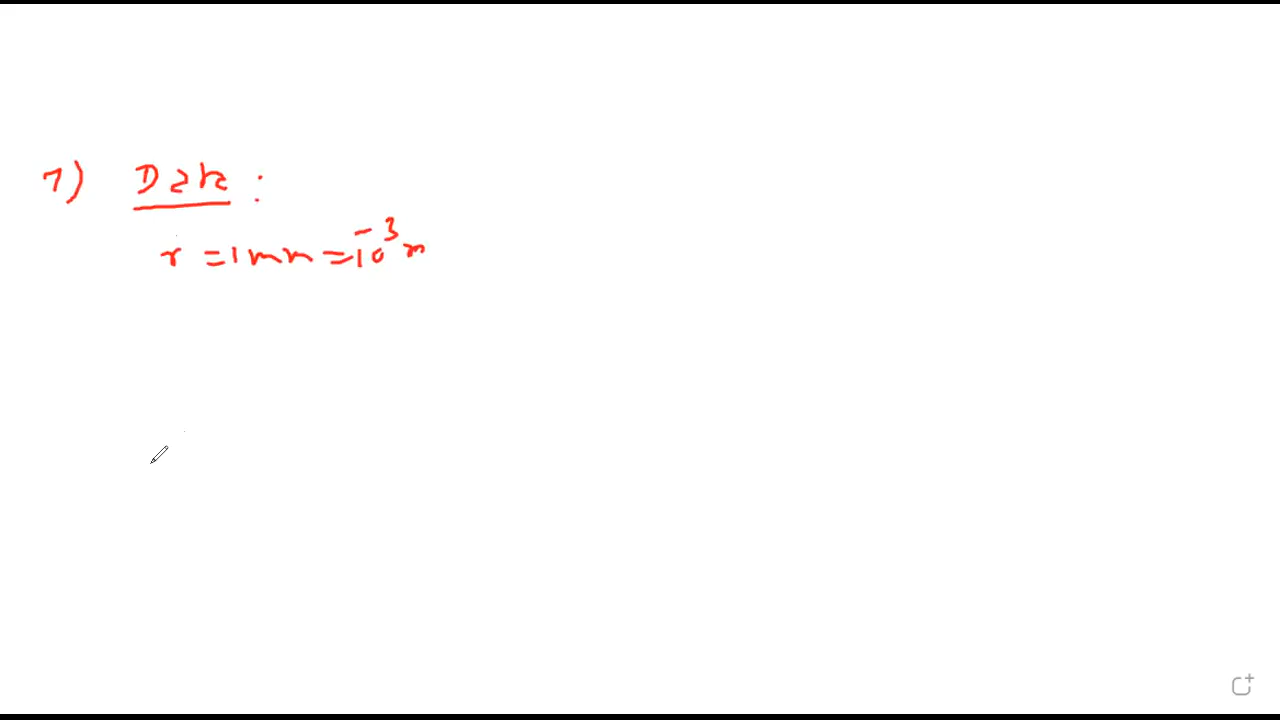 7) Data :
r = 1mm = 10⁻³ m